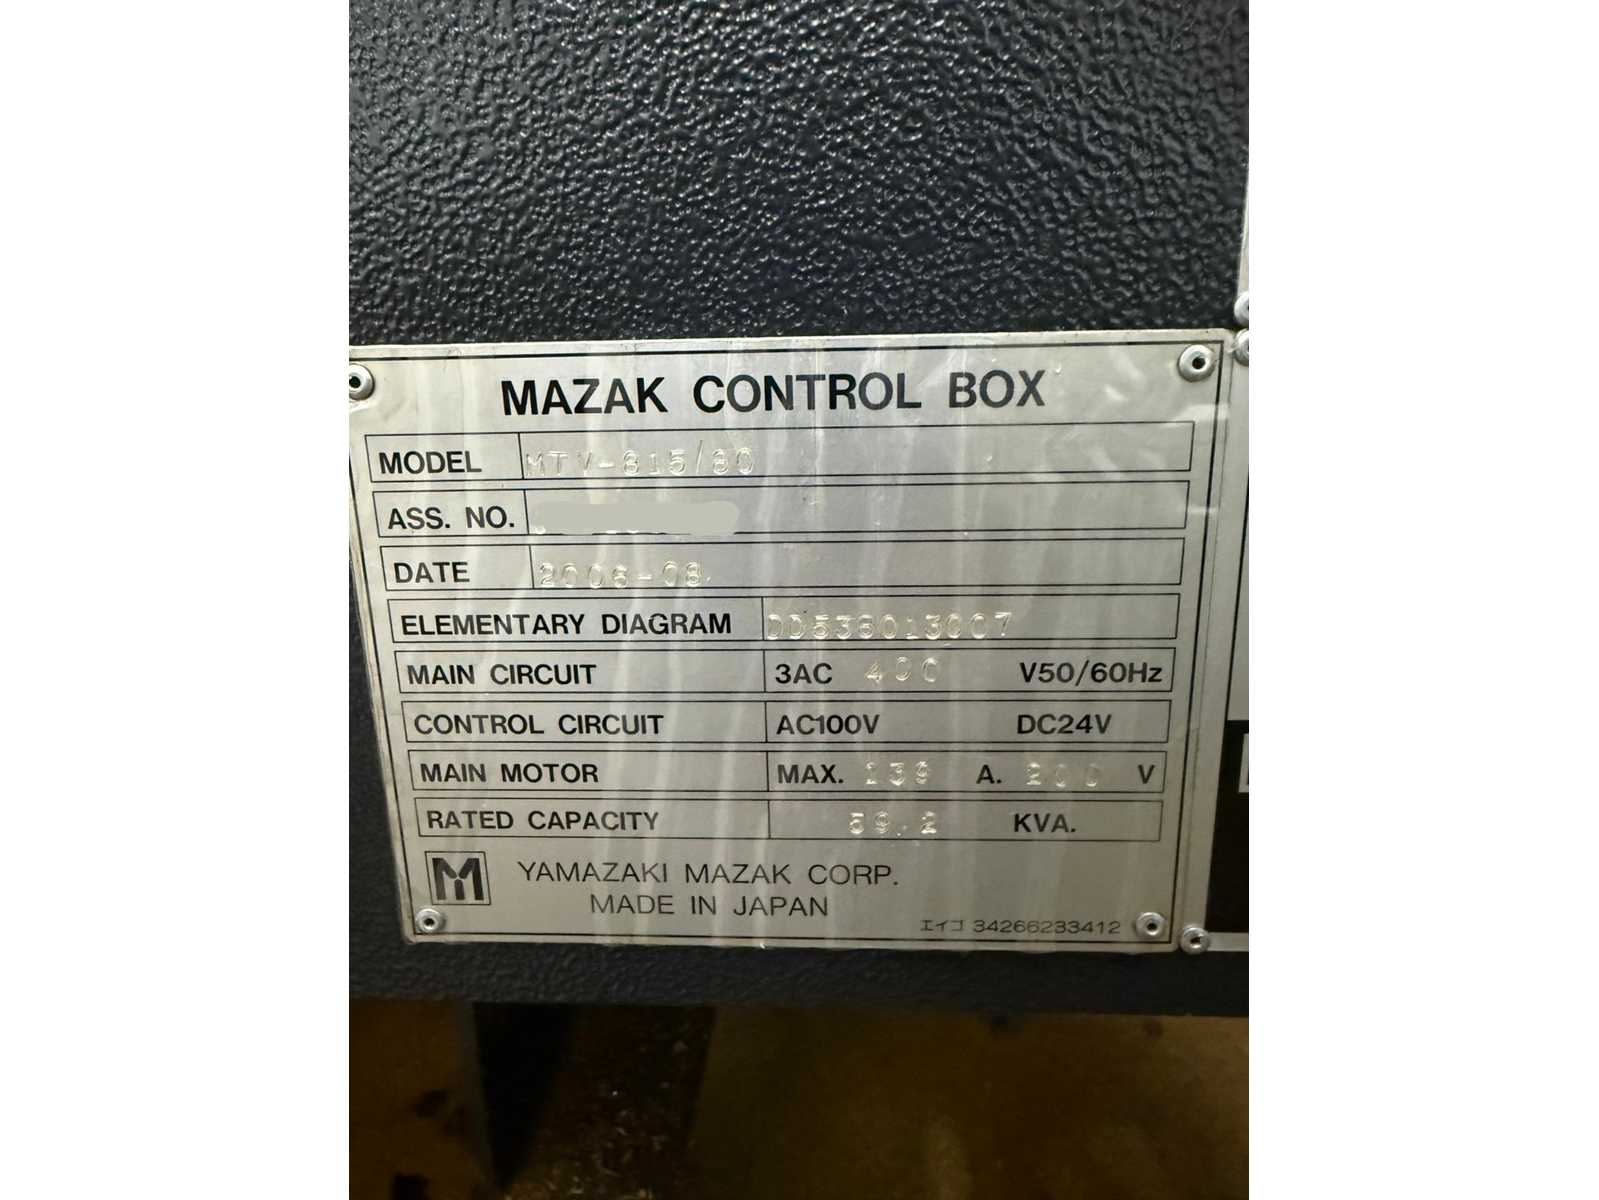 MAZAK CONTROL BOX
MODEL MTV-815/80
ASS. NO.
DATE 2006-08
ELEMENTARY DIAGRAM DD538013007
MAIN CIRCUIT 3AC 400 V50/60Hz
CONTROL CIRCUIT AC100V DC24V
MAIN MOTOR MAX. 139 A. 200 V
RATED CAPACITY 59.2 KVA.
M YAMAZAKI MAZAK CORP.
MADE IN JAPAN
エイゴ 34266233412